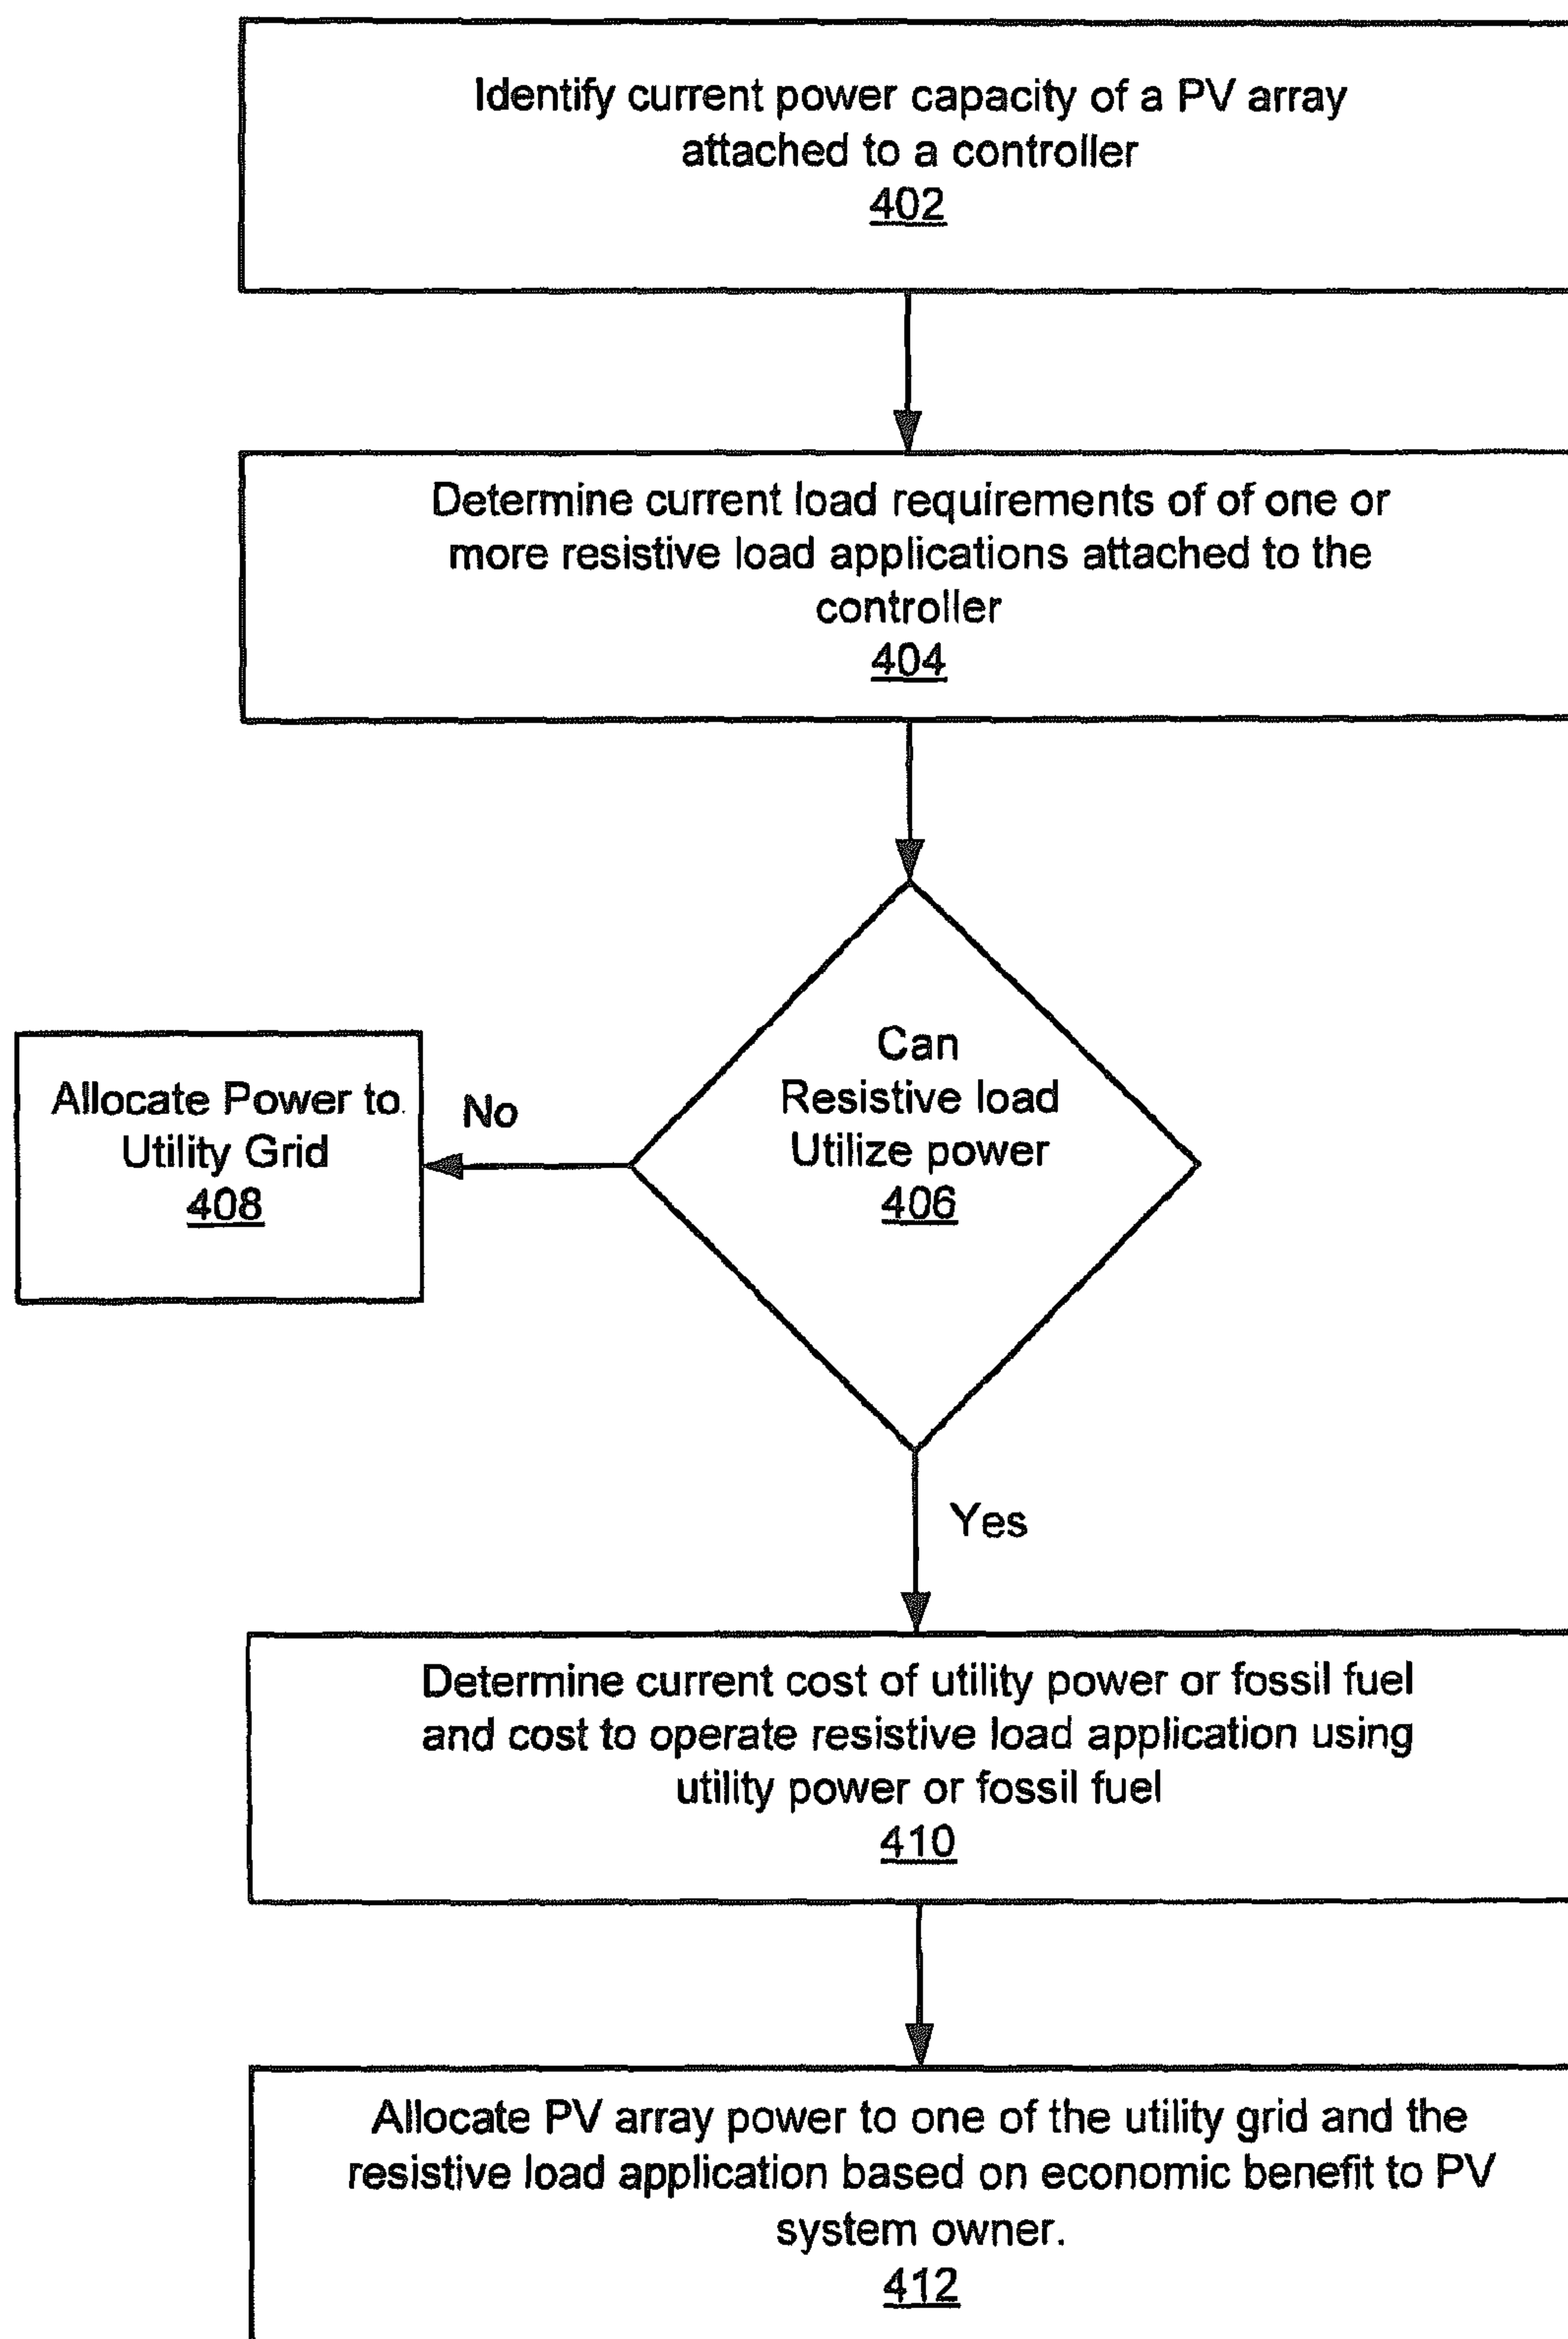 Identify current power capacity of a PV array
attached to a controller
402
Determine current load requirements of of one or
more resistive load applications attached to the
controller
404
Can
Resistive load
Utilize power
406
No
Allocate Power to
Utility Grid
408
Yes
Determine current cost of utility power or fossil fuel
and cost to operate resistive load application using
utility power or fossil fuel
410
Allocate PV array power to one of the utility grid and the
resistive load application based on economic benefit to PV
system owner.
412